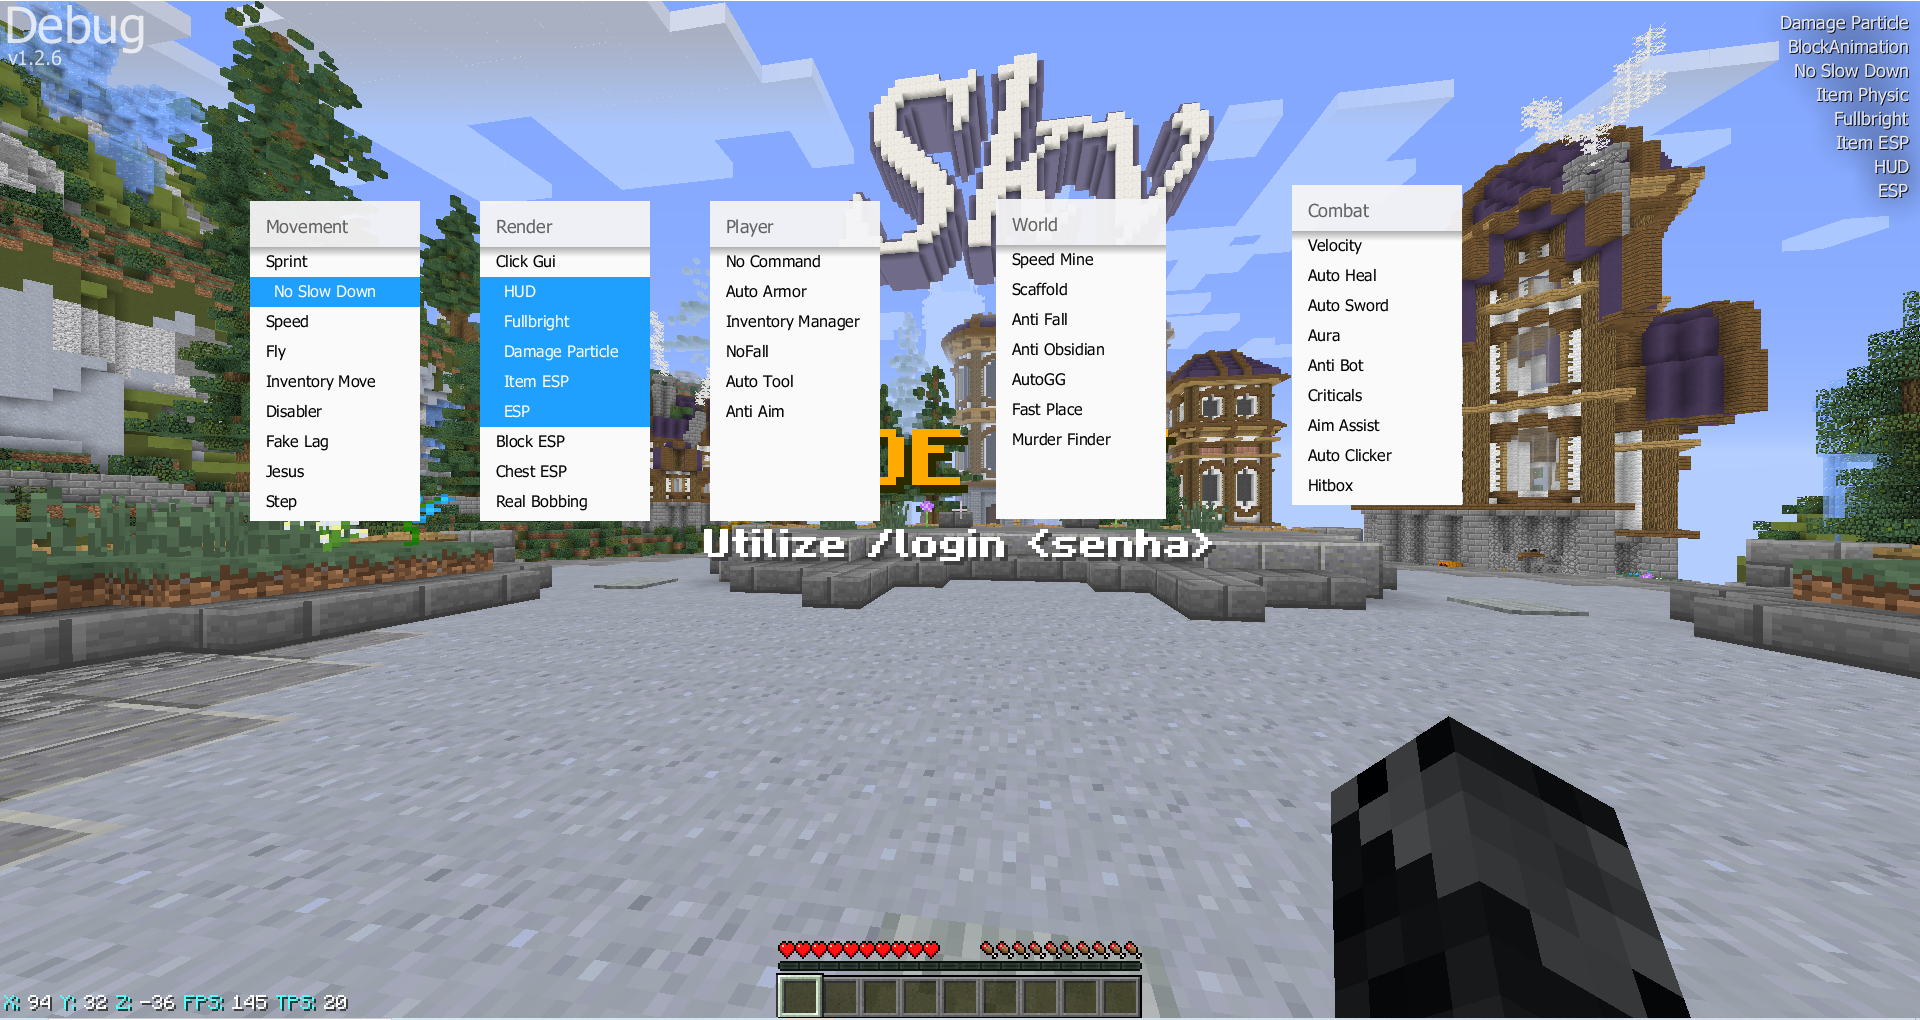 Debug
v1.2.6
Damage Particle
BlockAnimation
No Slow Down
Item Physic
Fullbright
Item ESP
HUD
ESP
Sky
Movement
Sprint
No Slow Down
Speed
Fly
Inventory Move
Disabler
Fake Lag
Jesus
Step
Render
Click Gui
HUD
Fullbright
Damage Particle
Item ESP
ESP
Block ESP
Chest ESP
Real Bobbing
Player
No Command
Auto Armor
Inventory Manager
NoFall
Auto Tool
Anti Aim
World
Speed Mine
Scaffold
Anti Fall
Anti Obsidian
AutoGG
Fast Place
Murder Finder
Combat
Velocity
Auto Heal
Auto Sword
Aura
Anti Bot
Criticals
Aim Assist
Auto Clicker
Hitbox
Utilize /login <senha>
X: 94 Y: 32 Z: -36 FPS: 145 TPS: 20